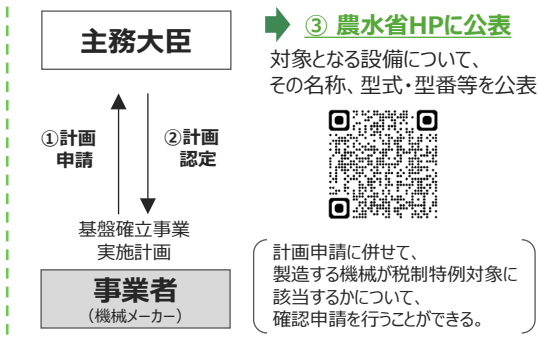 主務大臣
③ 農水省HPに公表
対象となる設備について、
その名称、型式・型番等を公表
①計画
申請
②計画
認定
基盤確立事業
実施計画
事業者
（機械メーカー）
計画申請に併せて、
製造する機械が税制特例対象に
該当するかについて、
確認申請を行うことができる。